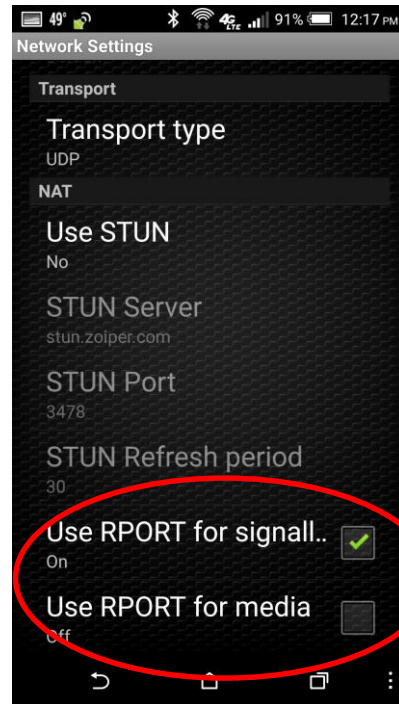 49° 4G LTE 91% 12:17 PM
Network Settings
Transport
Transport type
UDP
NAT
Use STUN
No
STUN Server
stun.zoiper.com
STUN Port
3478
STUN Refresh period
30
Use RPORT for signall..
On
Use RPORT for media
Off